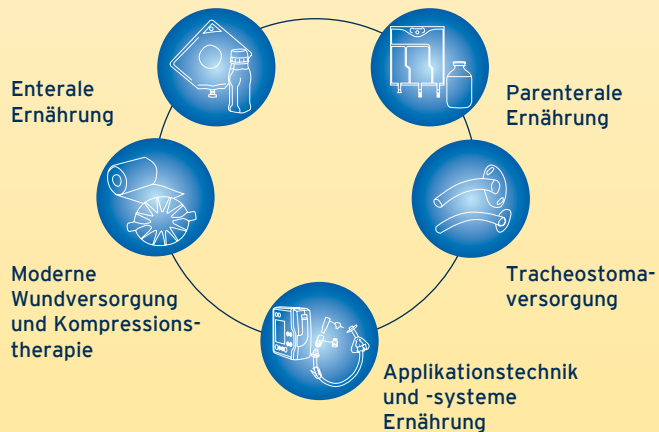 Enterale
Ernährung
Parenterale
Ernährung
Moderne
Wundversorgung
und Kompressions-
therapie
Tracheostoma-
versorgung
Applikationstechnik
und -systeme
Ernährung